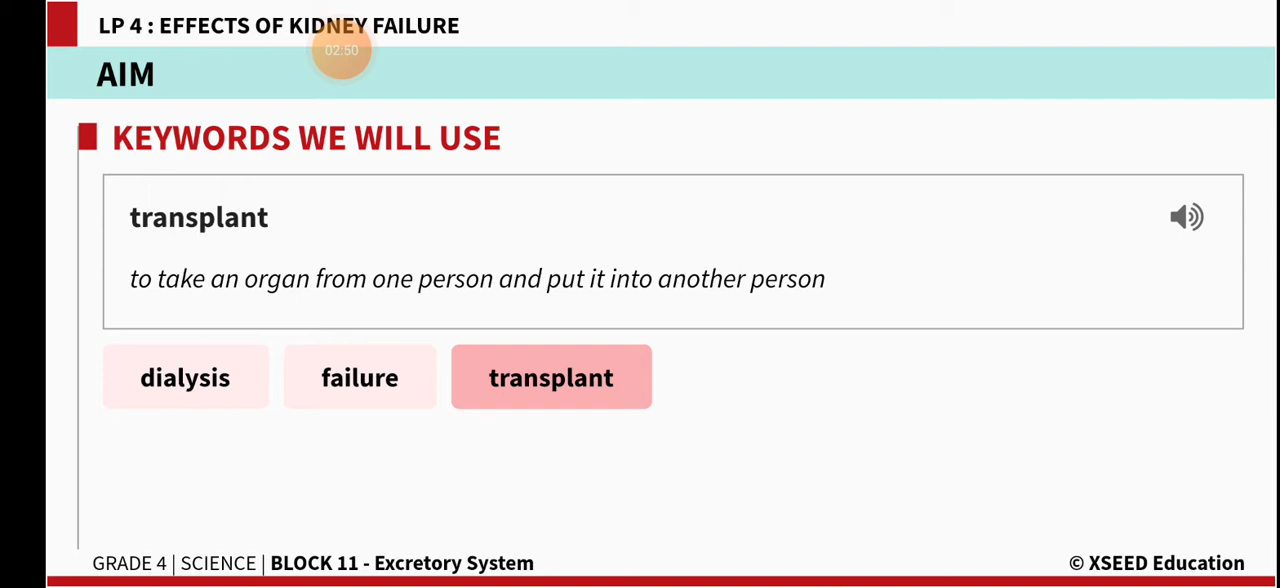 LP 4 : EFFECTS OF KIDNEY FAILURE
02:50
AIM
KEYWORDS WE WILL USE
transplant
to take an organ from one person and put it into another person
dialysis failure transplant
GRADE 4 | SCIENCE | BLOCK 11 - Excretory System © XSEED Education